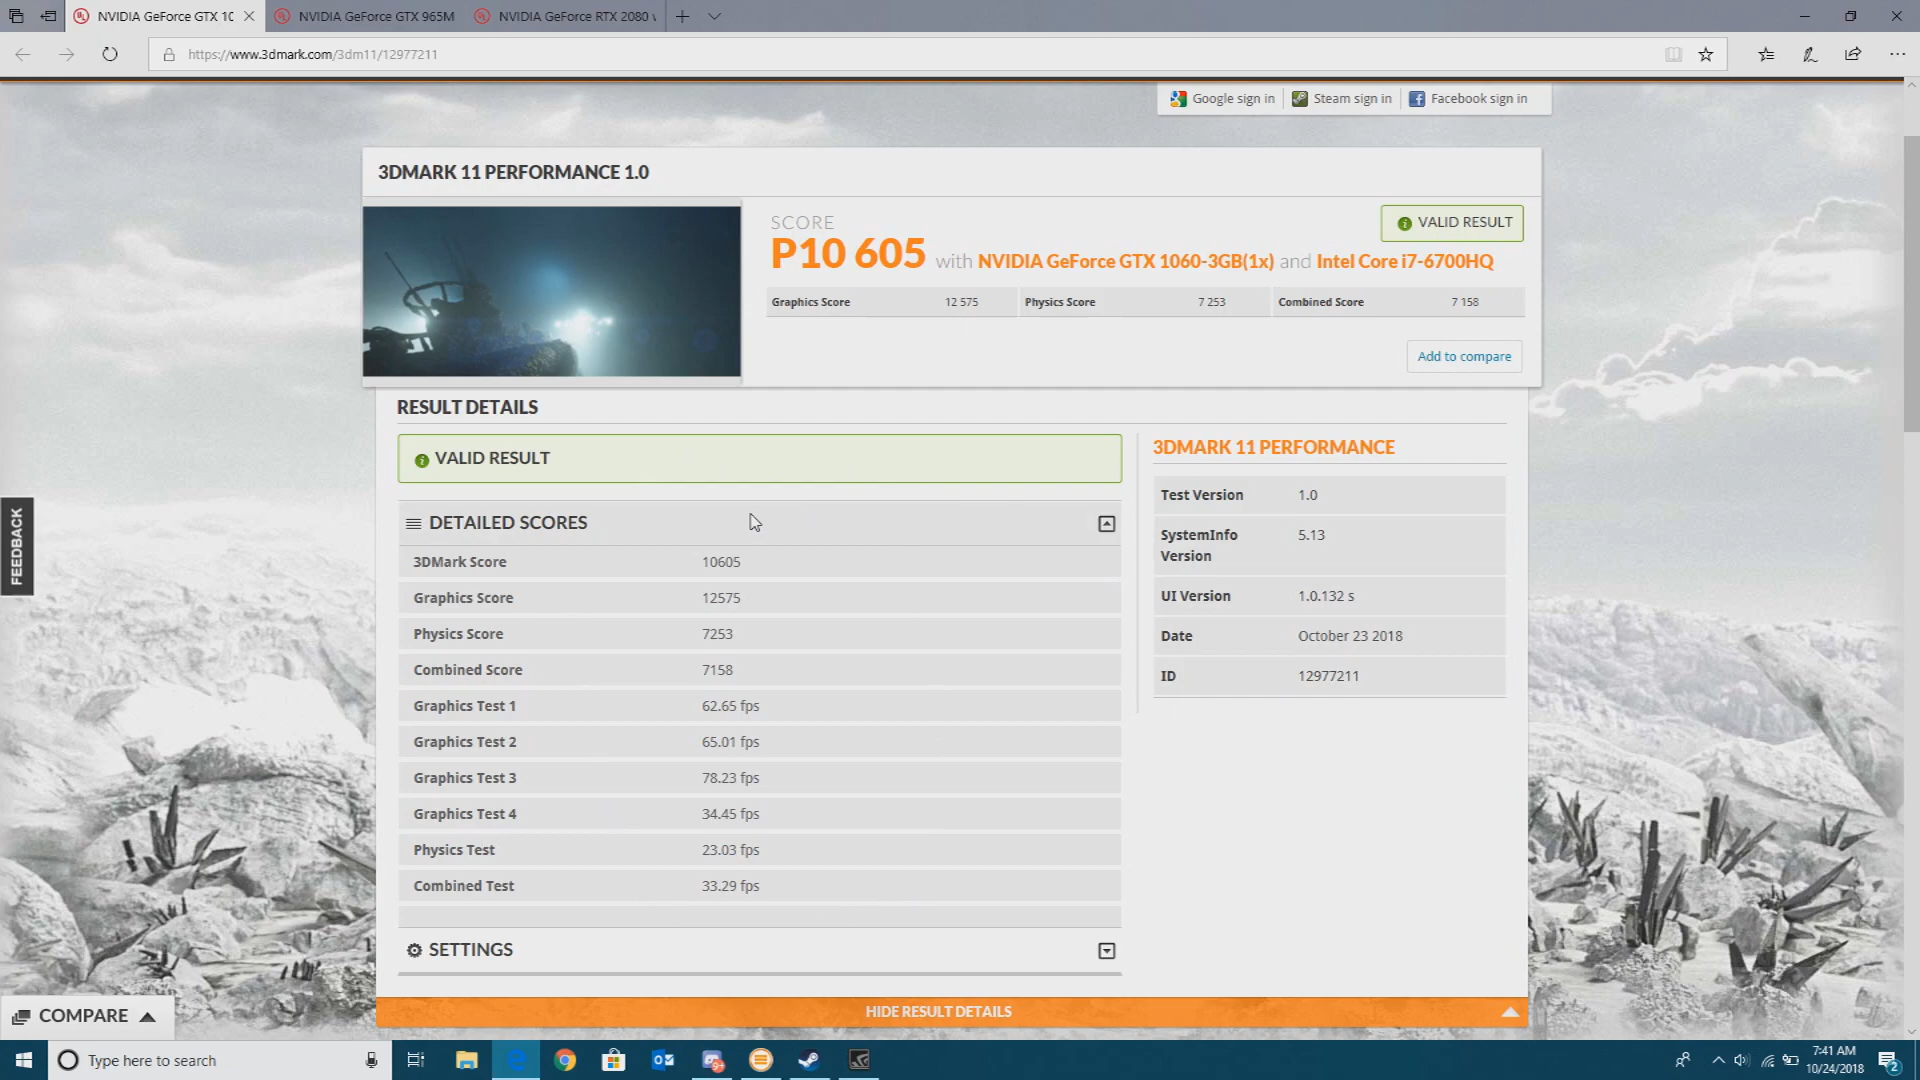 NVIDIA GeForce GTX 10
NVIDIA GeForce GTX 965M
NVIDIA GeForce RTX 2080
https://www.3dmark.com/3dm11/12977211
Google sign in
Steam sign in
Facebook sign in
3DMARK 11 PERFORMANCE 1.0
SCORE
P10 605 with NVIDIA GeForce GTX 1060-3GB(1x) and Intel Core i7-6700HQ
VALID RESULT
Graphics Score 12 575 Physics Score 7 253 Combined Score 7 158
Add to compare
RESULT DETAILS
VALID RESULT
DETAILED SCORES
3DMark Score 10605
Graphics Score 12575
Physics Score 7253
Combined Score 7158
Graphics Test 1 62.65 fps
Graphics Test 2 65.01 fps
Graphics Test 3 78.23 fps
Graphics Test 4 34.45 fps
Physics Test 23.03 fps
Combined Test 33.29 fps
SETTINGS
3DMARK 11 PERFORMANCE
Test Version 1.0
SystemInfo
Version 5.13
UI Version 1.0.132 s
Date October 23 2018
ID 12977211
HIDE RESULT DETAILS
FEEDBACK
COMPARE
Type here to search
7:41 AM
10/24/2018
2